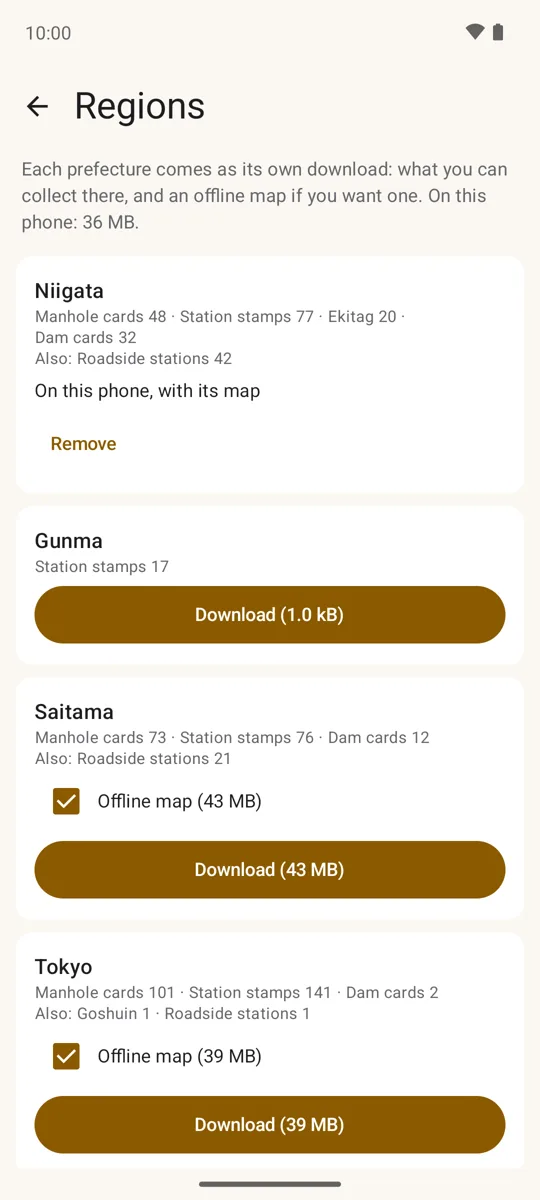 10:00
Regions
Each prefecture comes as its own download: what you can
collect there, and an offline map if you want one. On this
phone: 36 MB.
Niigata
Manhole cards 48 · Station stamps 77 · Ekitag 20 ·
Dam cards 32
Also: Roadside stations 42
On this phone, with its map
Remove
Gunma
Station stamps 17
Download (1.0 kB)
Saitama
Manhole cards 73 · Station stamps 76 · Dam cards 12
Also: Roadside stations 21
Offline map (43 MB)
Download (43 MB)
Tokyo
Manhole cards 101 · Station stamps 141 · Dam cards 2
Also: Goshuin 1 · Roadside stations 1
Offline map (39 MB)
Download (39 MB)